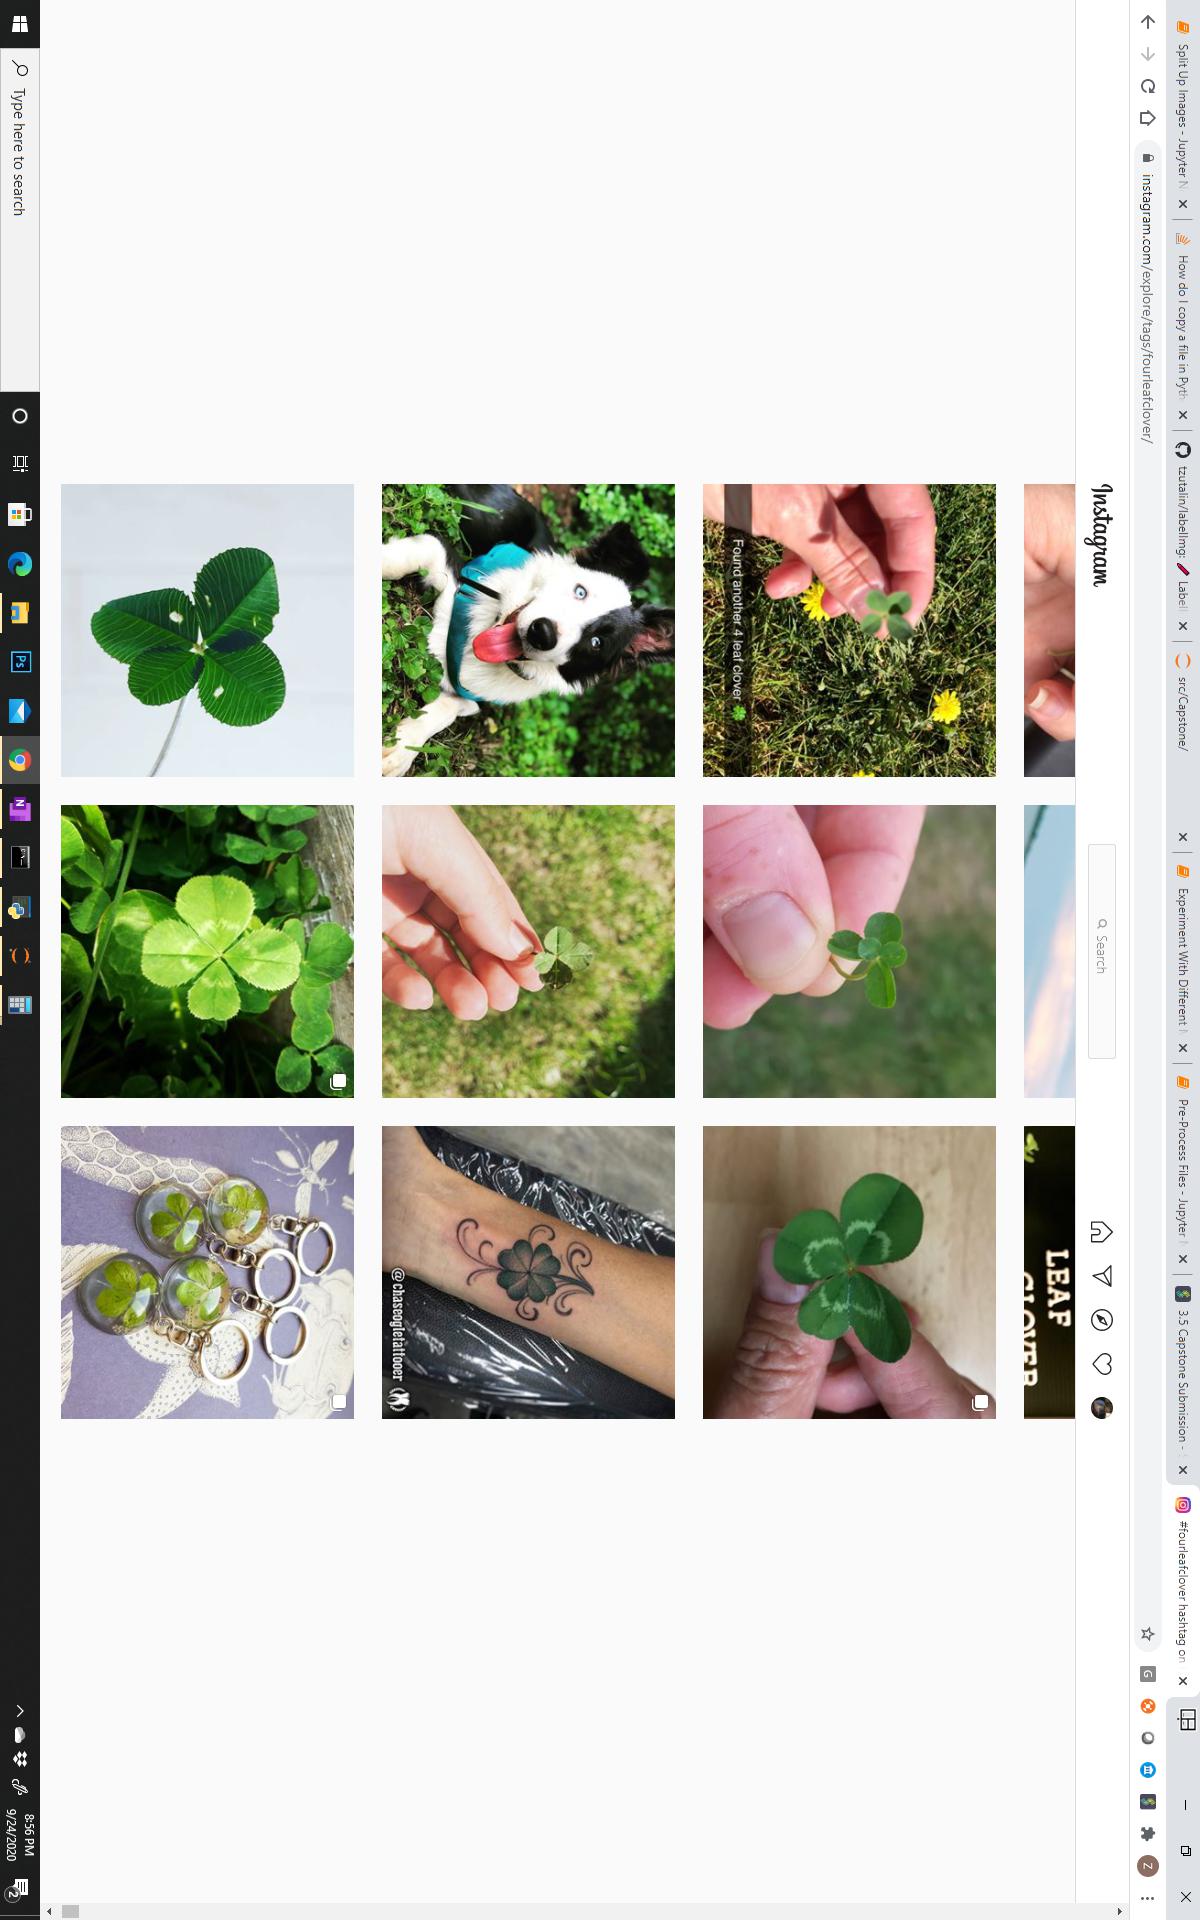 Split Up Images - Jupyter N
How do I copy a file in Pyth
tzutalin/labelImg:
Label
src/Capstone/
Experiment With Different
Pre-Process Files - Jupyter
3.5 Capstone Submission -
#fourleafclover hashtag on
instagram.com/explore/tags/fourleafclover/
G
Z
Instagram
Search
LEAF
CLOVER
Found another 4 leaf clover
@chaseogletattooer
Type here to search
Ps
N
8:56 PM
9/24/2020
2